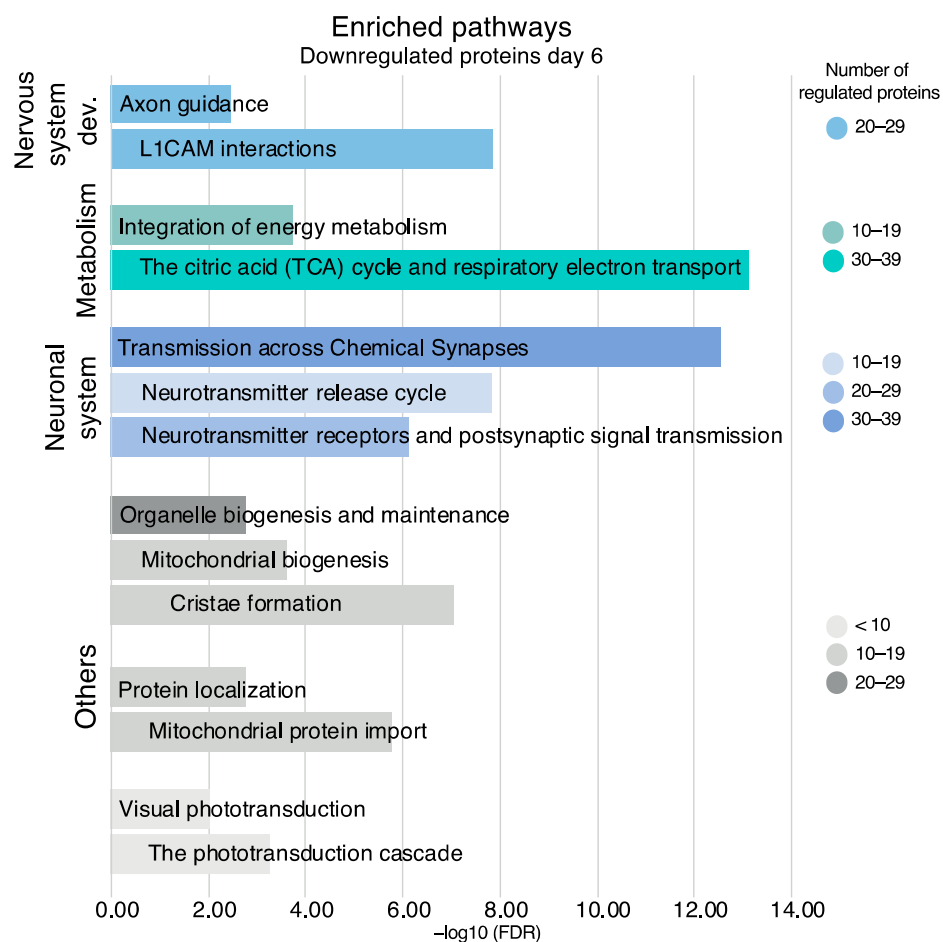 Enriched pathways
Downregulated proteins day 6
Number of
regulated proteins
Nervous
system
dev.
Axon guidance
L1CAM interactions
20–29
Metabolism
Integration of energy metabolism
The citric acid (TCA) cycle and respiratory electron transport
10–19
30–39
Neuronal
system
Transmission across Chemical Synapses
Neurotransmitter release cycle
Neurotransmitter receptors and postsynaptic signal transmission
10–19
20–29
30–39
Others
Organelle biogenesis and maintenance
Mitochondrial biogenesis
Cristae formation
Protein localization
Mitochondrial protein import
Visual phototransduction
The phototransduction cascade
< 10
10–19
20–29
0.00 2.00 4.00 6.00 8.00 10.00 12.00 14.00
−log10 (FDR)